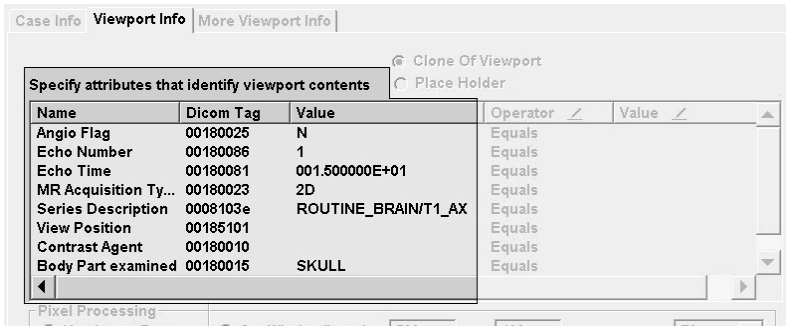 Case Info Viewport Info More Viewport Info
Clone Of Viewport
Specify attributes that identify viewport contents Place Holder
Name Dicom Tag Value Operator Value
Angio Flag 00180025 N Equals
Echo Number 00180086 1 Equals
Echo Time 00180081 001.500000E+01 Equals
MR Acquisition Ty... 00180023 2D Equals
Series Description 0008103e ROUTINE_BRAIN/T1_AX Equals
View Position 00185101 Equals
Contrast Agent 00180010 Equals
Body Part examined 00180015 SKULL Equals
Pixel Processing